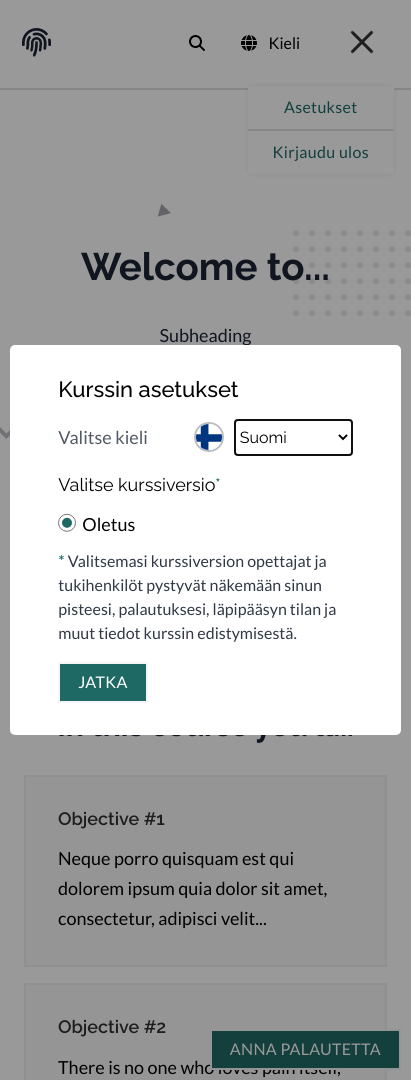 Kieli
Asetukset
Kirjaudu ulos
Welcome to...
Subheading
Kurssin asetukset
Valitse kieli
Suomi
Valitse kurssiversio*
Oletus
* Valitsemasi kurssiversion opettajat ja
tukihenkilöt pystyvät näkemään sinun
pisteesi, palautuksesi, läpipääsyn tilan ja
muut tiedot kurssin edistymisestä.
JATKA
Objective #1
Neque porro quisquam est qui
dolorem ipsum quia dolor sit amet,
consectetur, adipisci velit...
Objective #2
ANNA PALAUTETTA
There is no one who loves pain itself,